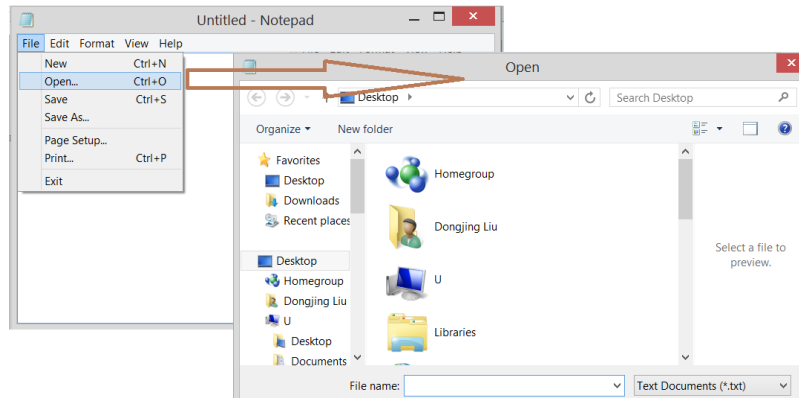 Untitled - Notepad
File Edit Format View Help
New Ctrl+N
Open... Ctrl+O
Save Ctrl+S
Save As...
Page Setup...
Print... Ctrl+P
Exit
Open
Desktop
Search Desktop
Organize
New folder
Favorites
Desktop
Downloads
Recent places
Desktop
Homegroup
Dongjing Liu
U
Desktop
Documents
Homegroup
Dongjing Liu
U
Libraries
Select a file to
preview.
File name:
Text Documents (*.txt)